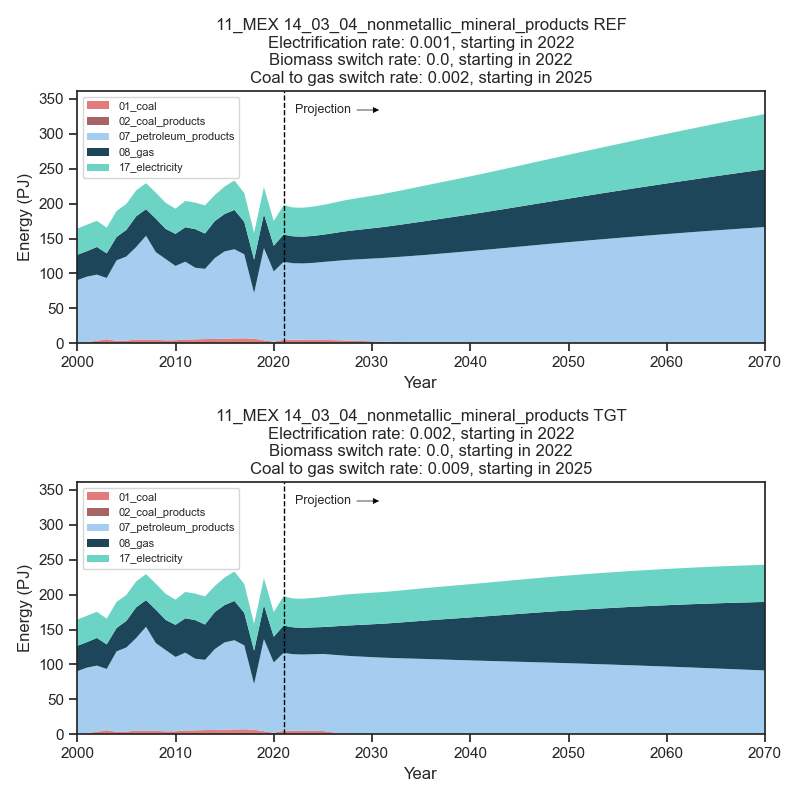 11_MEX 14_03_04_nonmetallic_mineral_products REF
Electrification rate: 0.001, starting in 2022
Biomass switch rate: 0.0, starting in 2022
Coal to gas switch rate: 0.002, starting in 2025
Energy (PJ)
350
300
250
200
150
100
50
0
01_coal
02_coal_products
07_petroleum_products
08_gas
17_electricity
Projection
2000 2010 2020 2030 2040 2050 2060 2070
Year
11_MEX 14_03_04_nonmetallic_mineral_products TGT
Electrification rate: 0.002, starting in 2022
Biomass switch rate: 0.0, starting in 2022
Coal to gas switch rate: 0.009, starting in 2025
Energy (PJ)
350
300
250
200
150
100
50
0
01_coal
02_coal_products
07_petroleum_products
08_gas
17_electricity
Projection
2000 2010 2020 2030 2040 2050 2060 2070
Year